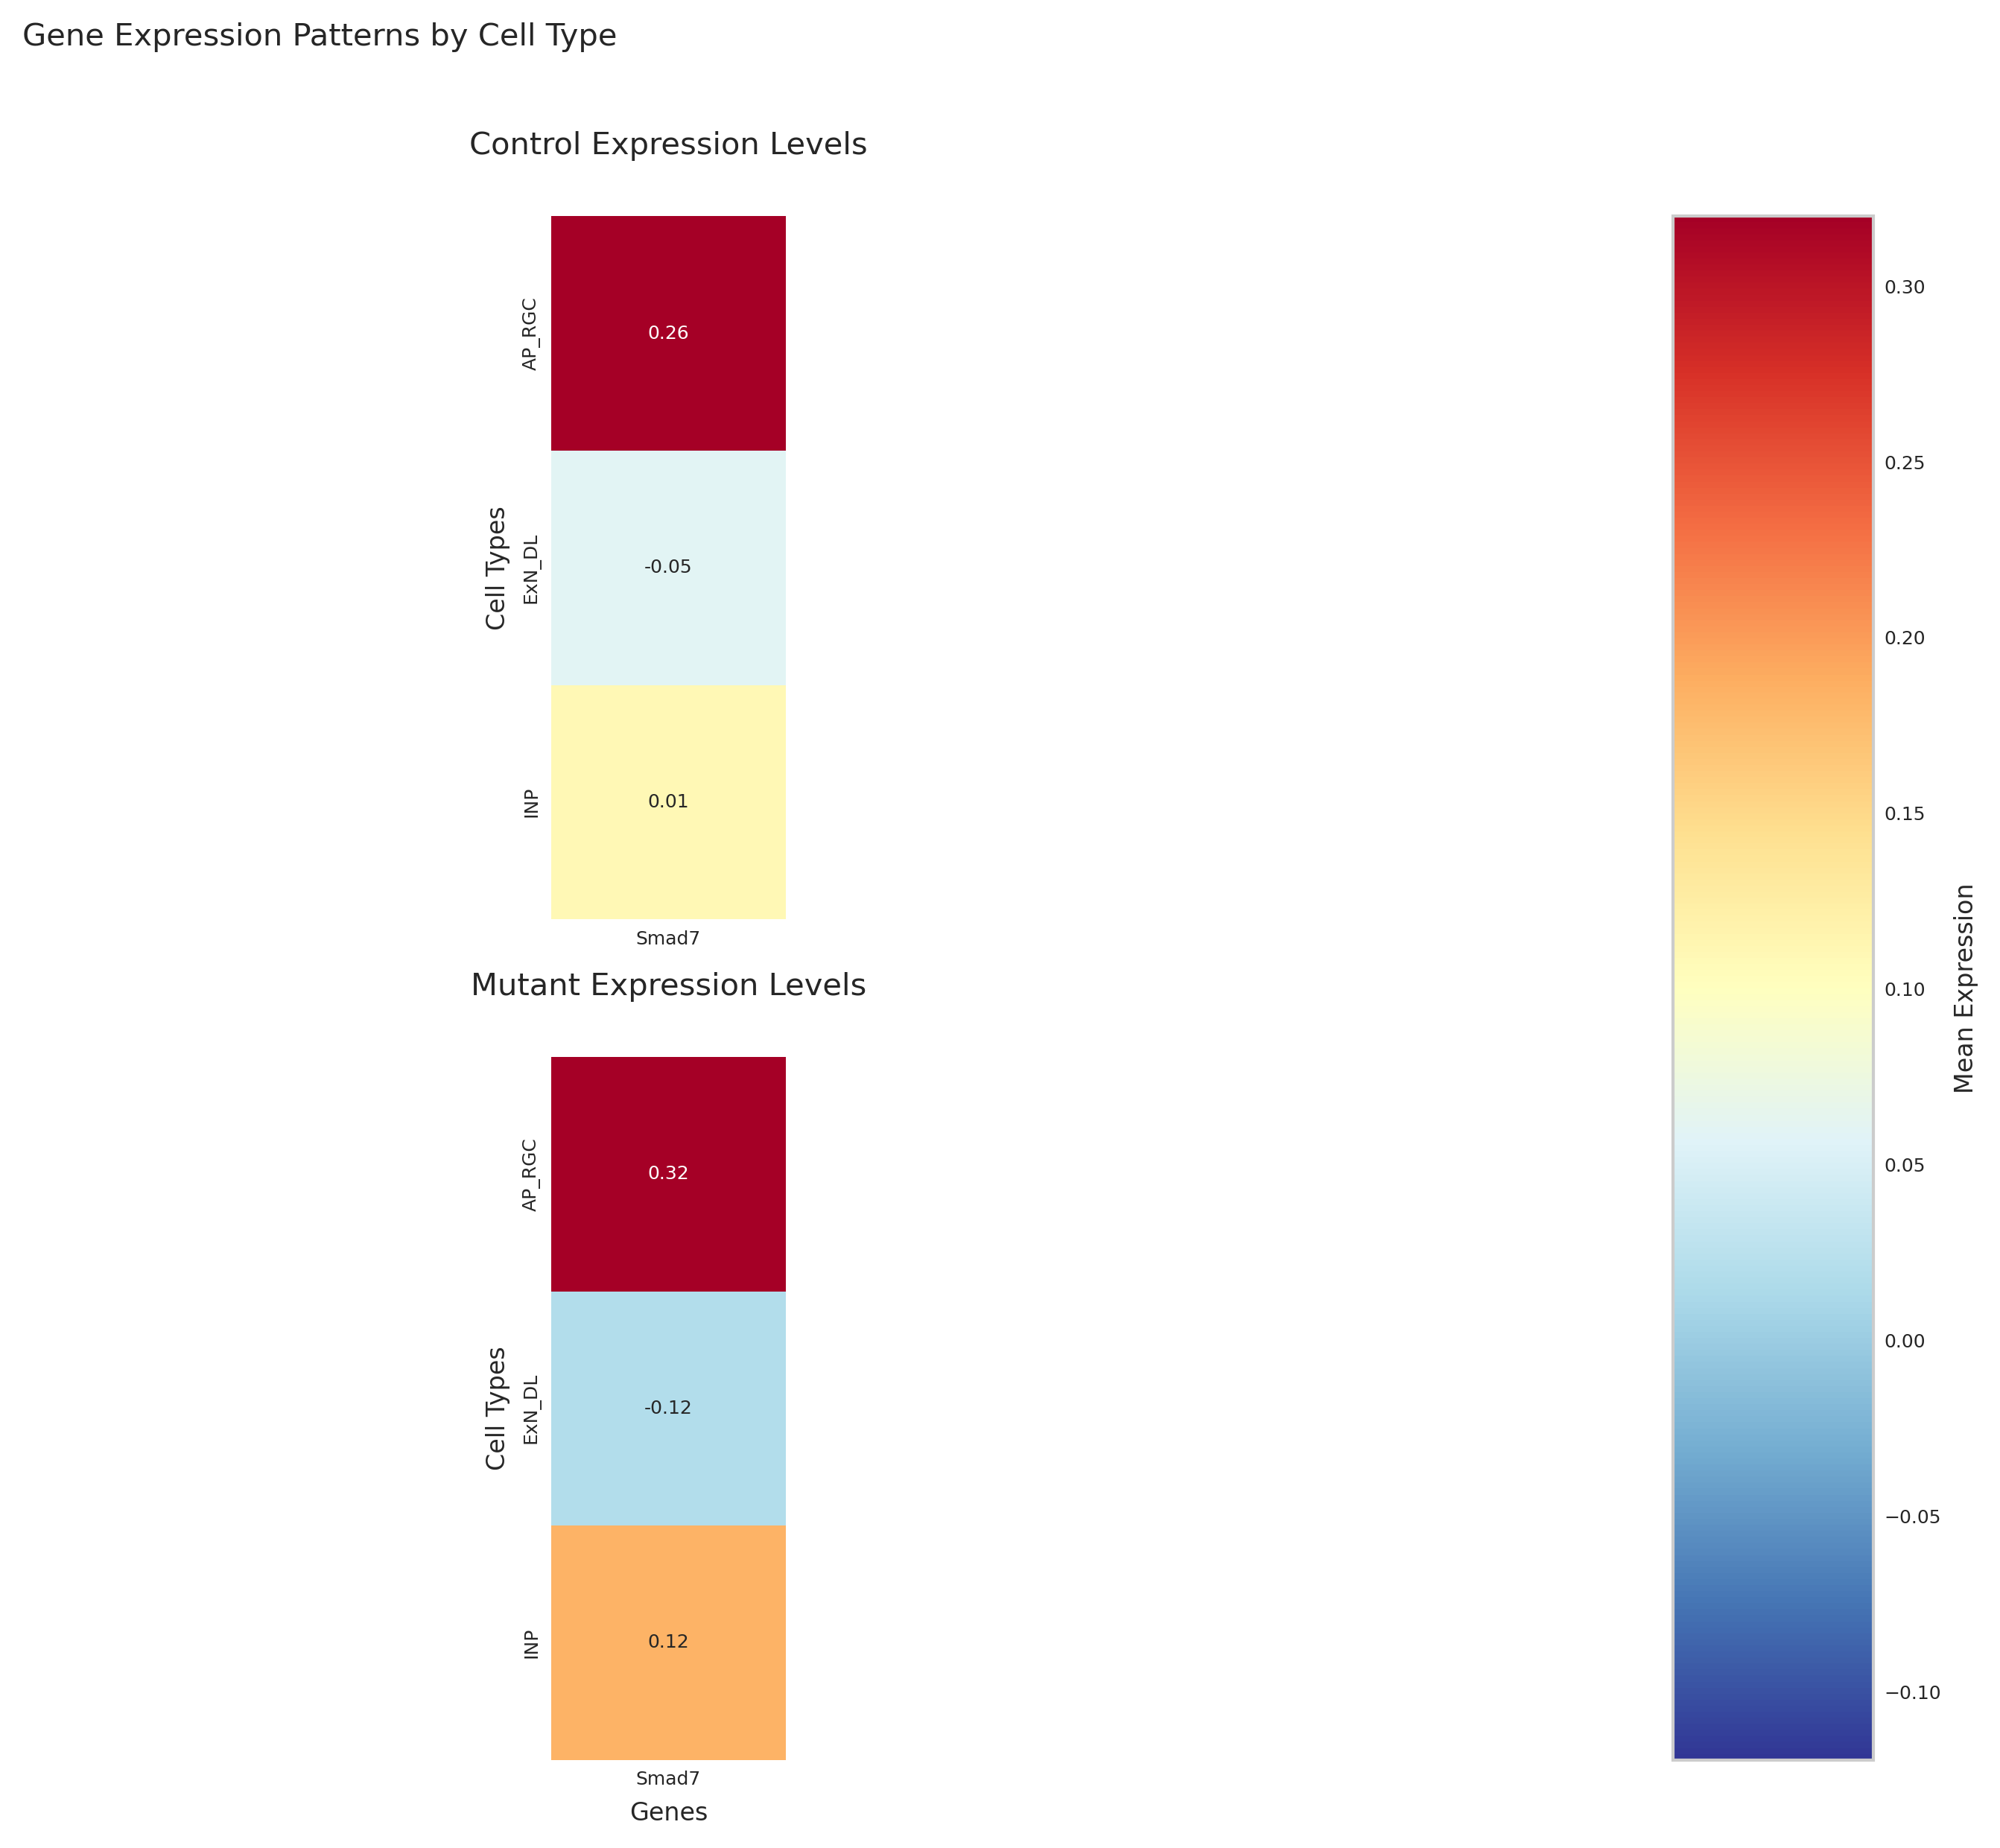 Gene Expression Patterns by Cell Type
Control Expression Levels
Cell Types
AP_RGC
0.26
ExN_DL
-0.05
INP
0.01
Smad7
Mutant Expression Levels
Cell Types
AP_RGC
0.32
ExN_DL
-0.12
INP
0.12
Smad7
Genes
0.30
0.25
0.20
0.15
0.10
0.05
0.00
−0.05
−0.10
Mean Expression